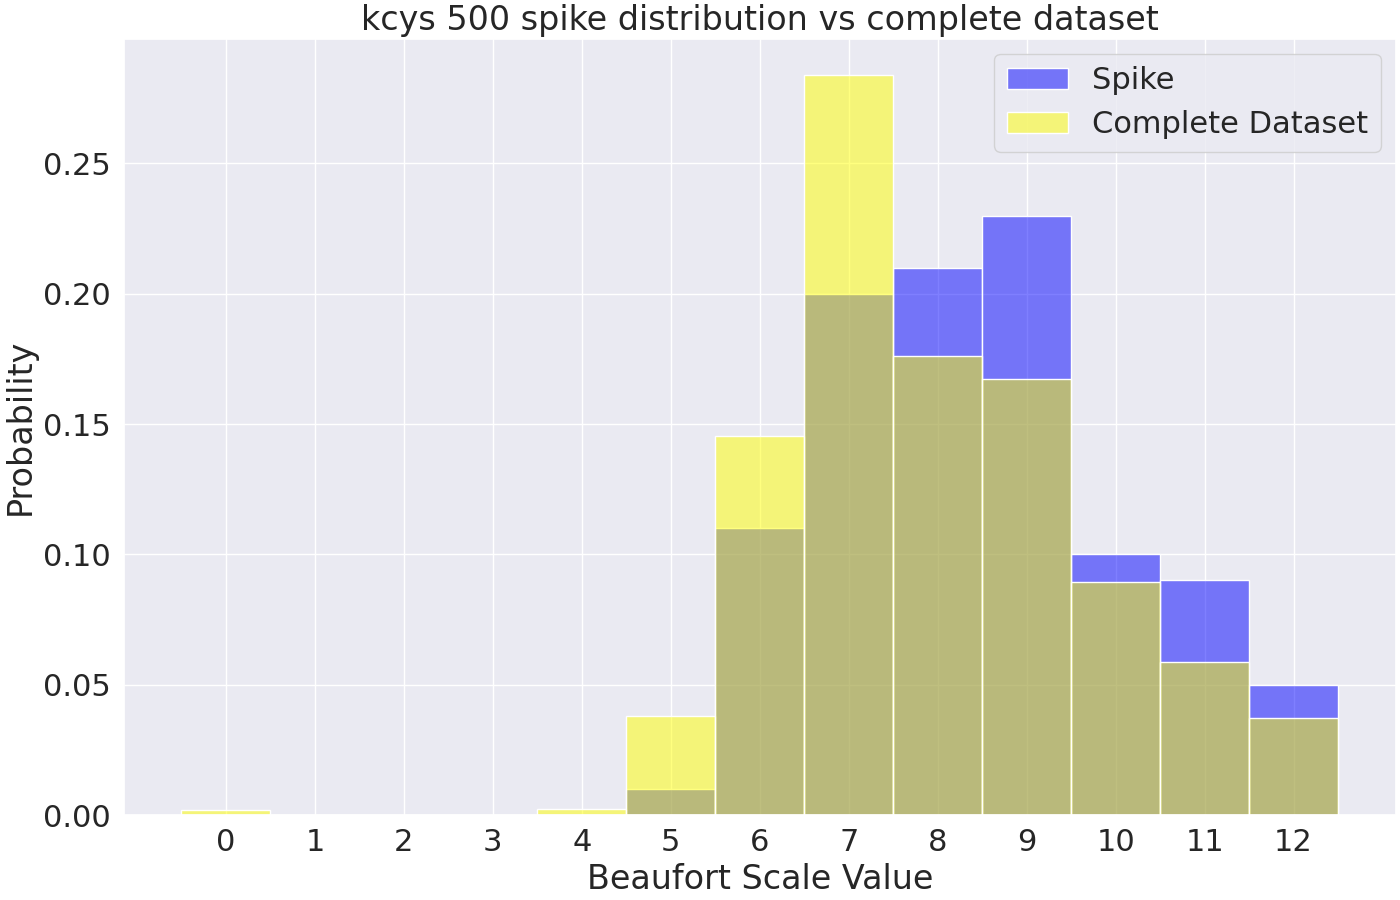 kcys 500 spike distribution vs complete dataset
Spike
Complete Dataset
0.25
0.20
0.15
0.10
0.05
0.00
Probability
0 1 2 3 4 5 6 7 8 9 10 11 12
Beaufort Scale Value